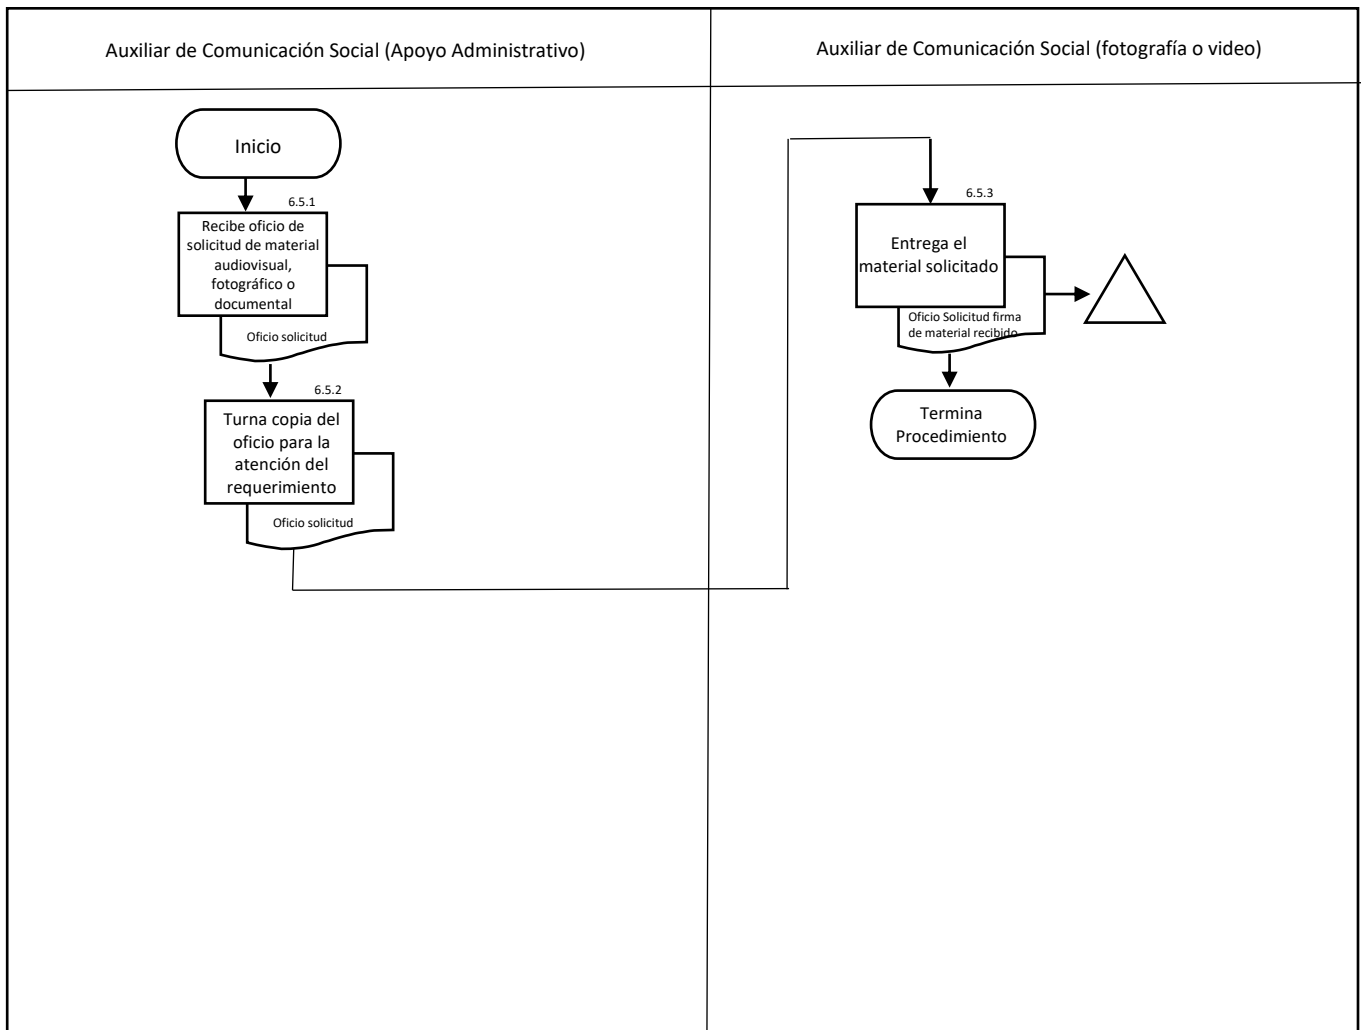 Auxiliar de Comunicación Social (Apoyo Administrativo)
Auxiliar de Comunicación Social (fotografía o video)
Inicio
6.5.1
Recibe oficio de
solicitud de material
audiovisual,
fotográfico o
documental
Oficio solicitud
6.5.2
Turna copia del
oficio para la
atención del
requerimiento
Oficio solicitud
6.5.3
Entrega el
material solicitado
Oficio Solicitud firma
de material recibido
Termina
Procedimiento